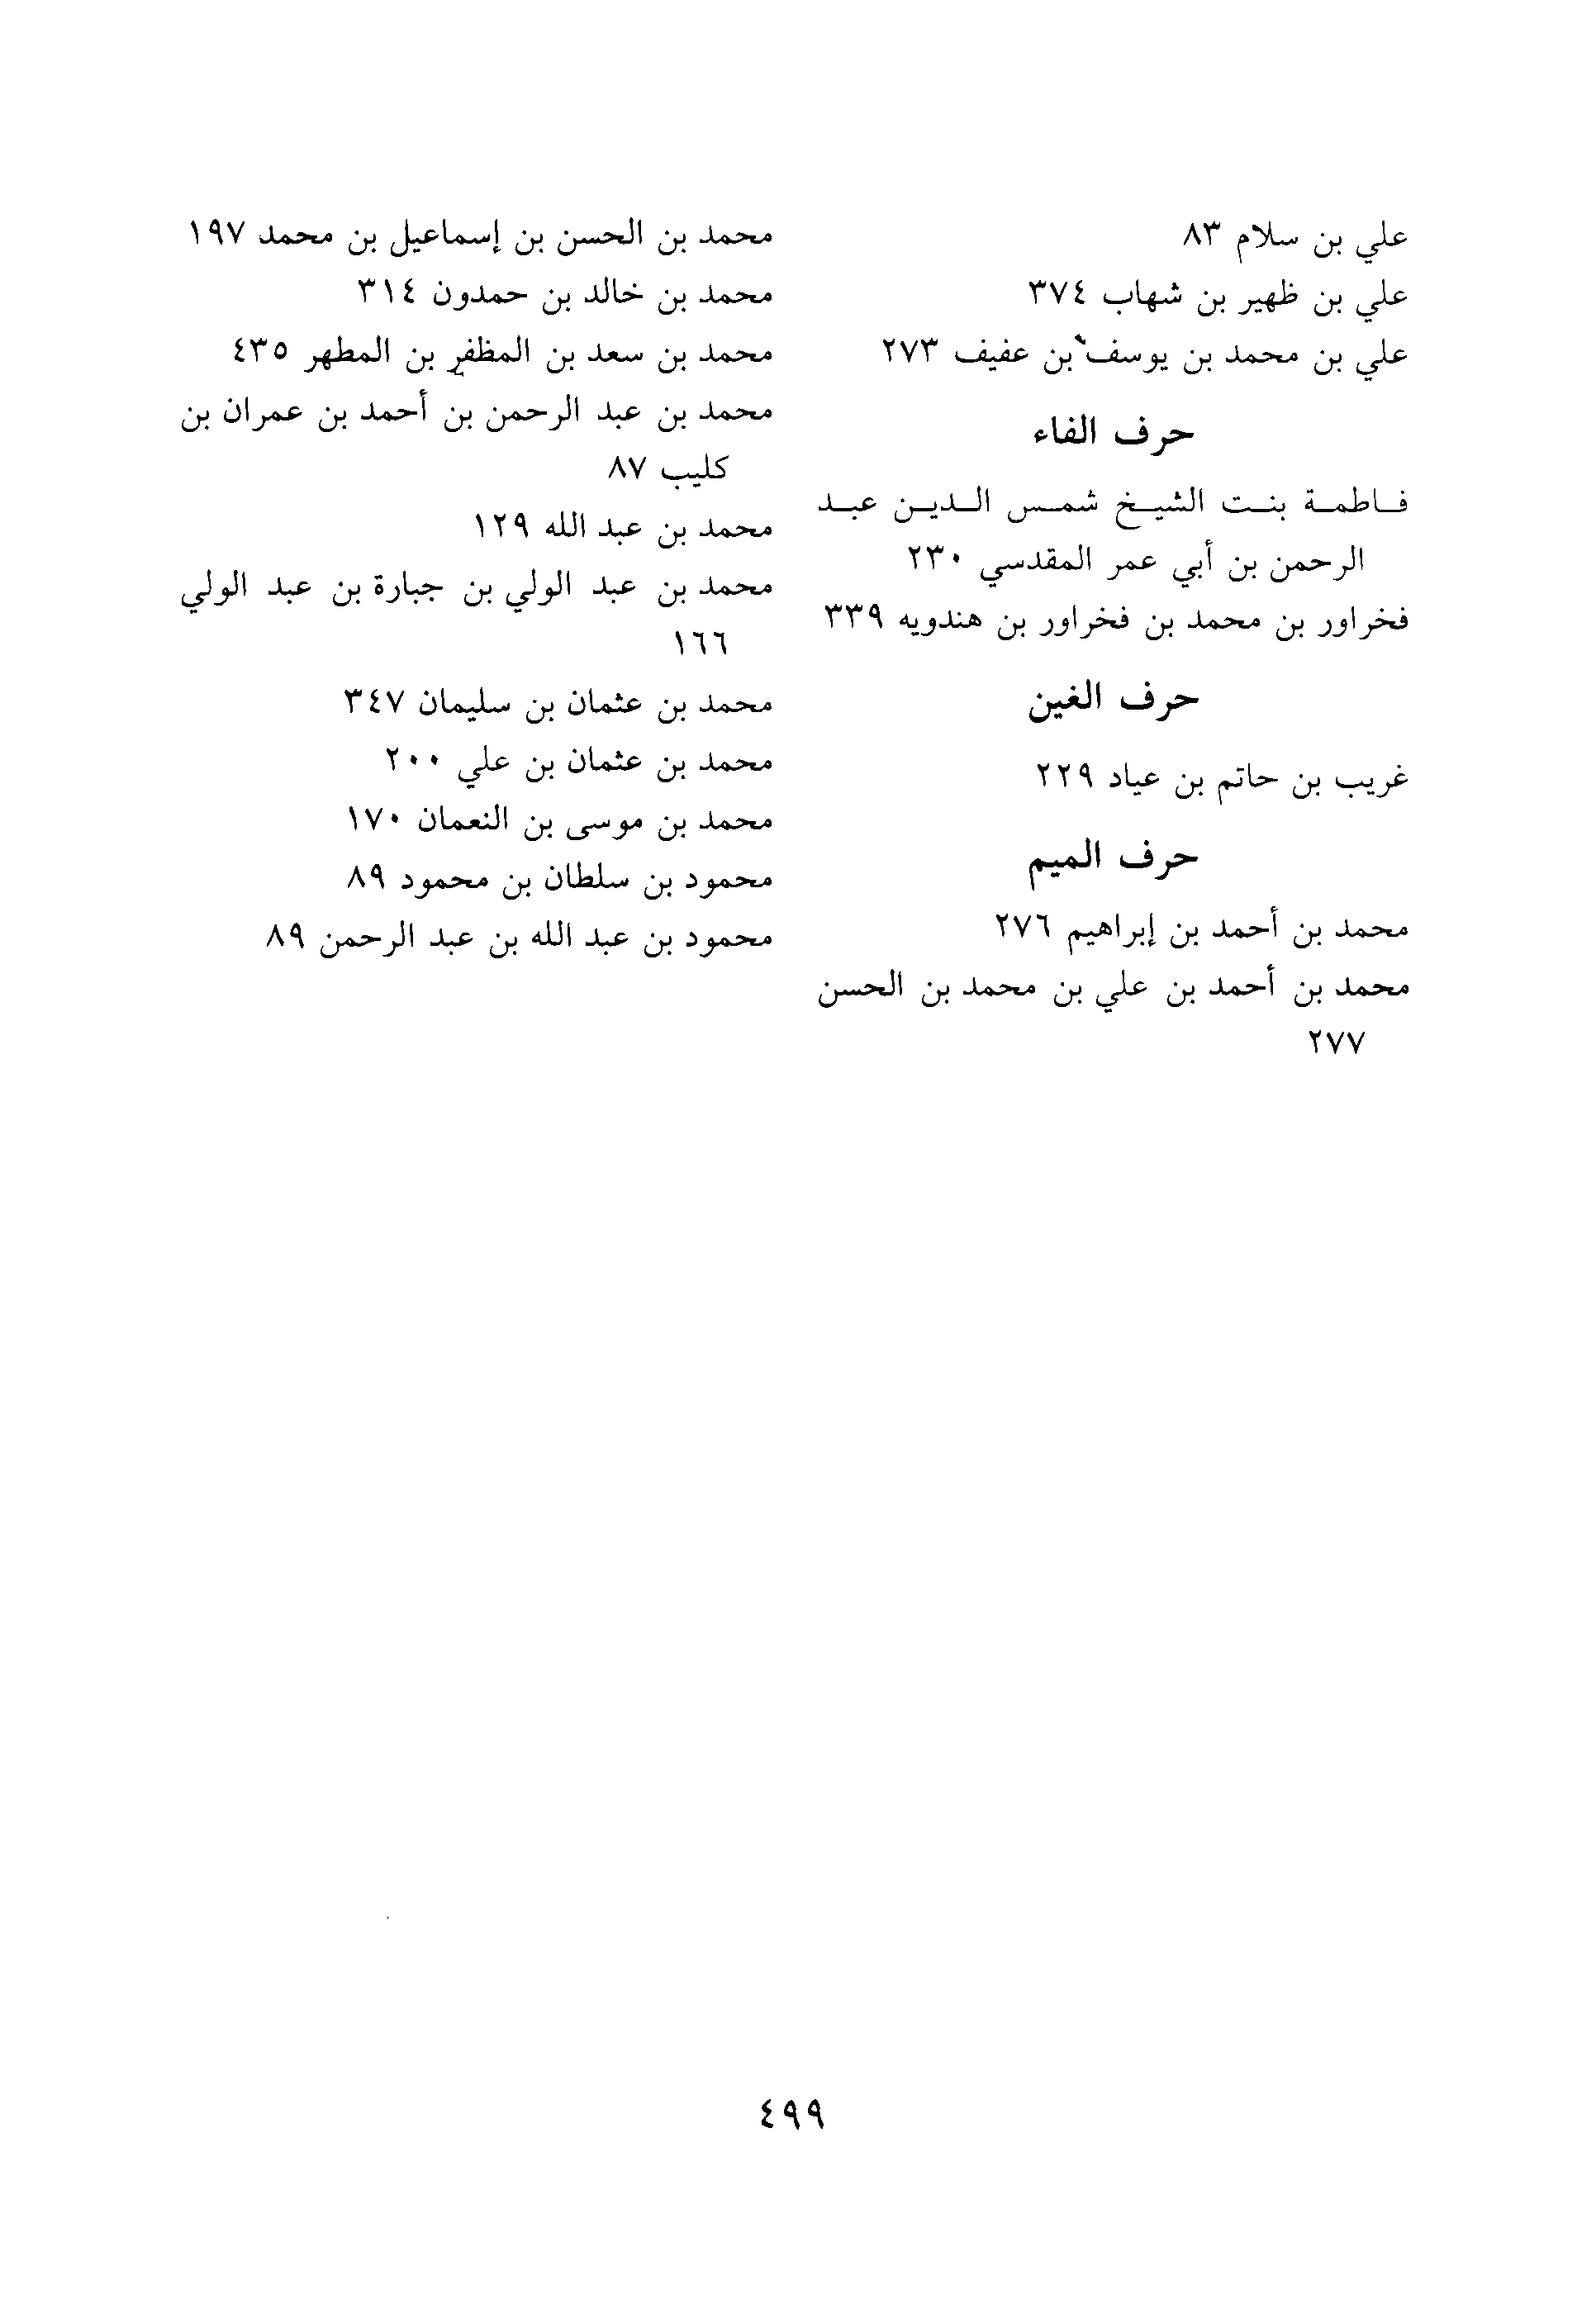 علي بن سلام ٨٣
علي بن ظهير بن شهاب ٣٧٤
علي بن محمد بن يوسف بن عفيف ٢٧٣
حرف الفاء
فاطمة بنت الشيخ شمس الدين عبد
الرحمن بن أبي عمر المقدسي ٢٣٠
فخراور بن محمد بن فخراور بن هندويه ٣٣٩
حرف الغين
غريب بن حاتم بن عياد ٢٢٩
حرف الميم
محمد بن أحمد بن إبراهيم ٢٧٦
محمد بن أحمد بن علي بن محمد بن الحسن
٢٧٧
محمد بن الحسن بن إسماعيل بن محمد ١٩٧
محمد بن خالد بن حمدون ٣١٤
محمد بن سعد بن المظفر بن المطهر ٤٣٥
محمد بن عبد الرحمن بن أحمد بن عمران بن
كليب ٨٧
محمد بن عبد الله ١٢٩
محمد بن عبد الولي بن جبارة بن عبد الولي
١٦٦
محمد بن عثمان بن سليمان ٣٤٧
محمد بن عثمان بن علي ٢٠٠
محمد بن موسى بن النعمان ١٧٠
محمود بن سلطان بن محمود ٨٩
محمود بن عبد الله بن عبد الرحمن ٨٩
٤٩٩